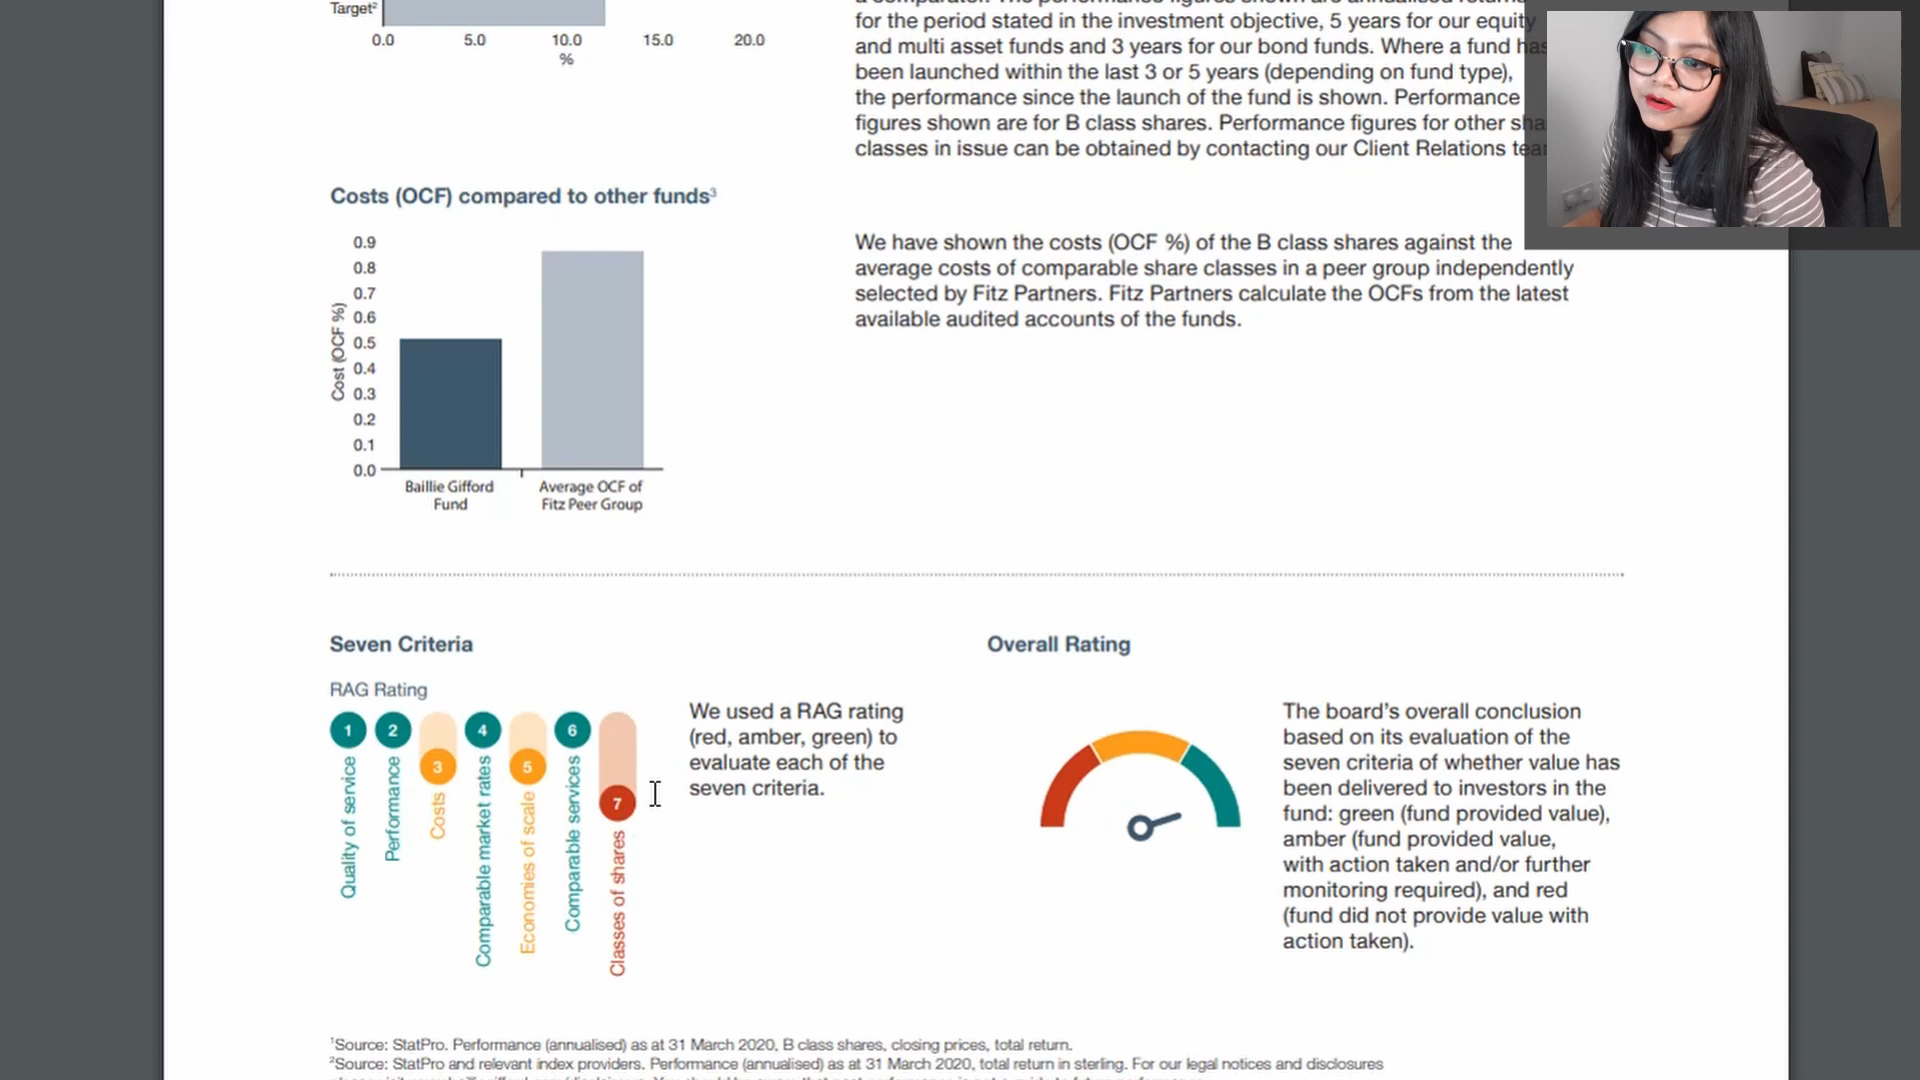 Target²
0.0 5.0 10.0 15.0 20.0
%
for the period stated in the investment objective, 5 years for our equity
and multi asset funds and 3 years for our bond funds. Where a fund has
been launched within the last 3 or 5 years (depending on fund type),
the performance since the launch of the fund is shown. Performance
figures shown are for B class shares. Performance figures for other
classes in issue can be obtained by contacting our Client Relations
Costs (OCF) compared to other funds³
Cost (OCF %)
0.9
0.8
0.7
0.6
0.5
0.4
0.3
0.2
0.1
0.0
Baillie Gifford
Fund
Average OCF of
Fitz Peer Group
We have shown the costs (OCF %) of the B class shares against the
average costs of comparable share classes in a peer group independently
selected by Fitz Partners. Fitz Partners calculate the OCFs from the latest
available audited accounts of the funds.
Seven Criteria
RAG Rating
1 Quality of service
2 Performance
3 Costs
4 Comparable market rates
5 Economies of scale
6 Comparable services
7 Classes of shares
We used a RAG rating
(red, amber, green) to
evaluate each of the
seven criteria.
Overall Rating
The board's overall conclusion
based on its evaluation of the
seven criteria of whether value has
been delivered to investors in the
fund: green (fund provided value),
amber (fund provided value,
with action taken and/or further
monitoring required), and red
(fund did not provide value with
action taken).
¹Source: StatPro. Performance (annualised) as at 31 March 2020, B class shares, closing prices, total return.
²Source: StatPro and relevant index providers. Performance (annualised) as at 31 March 2020, total return in sterling. For our legal notices and disclosures